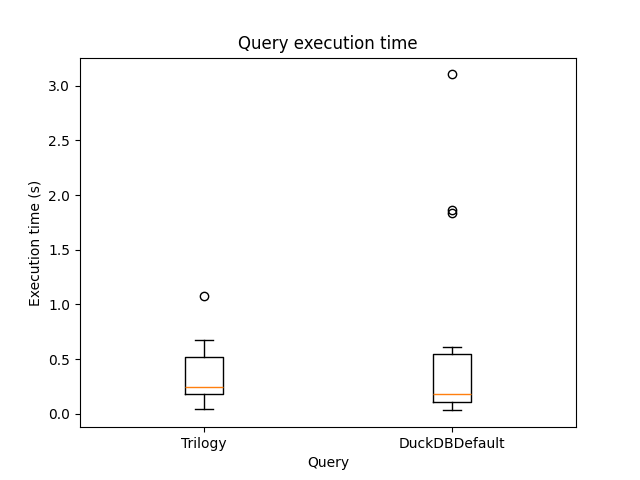 Query execution time
Execution time (s)
3.0
2.5
2.0
1.5
1.0
0.5
0.0
Trilogy
DuckDBDefault
Query